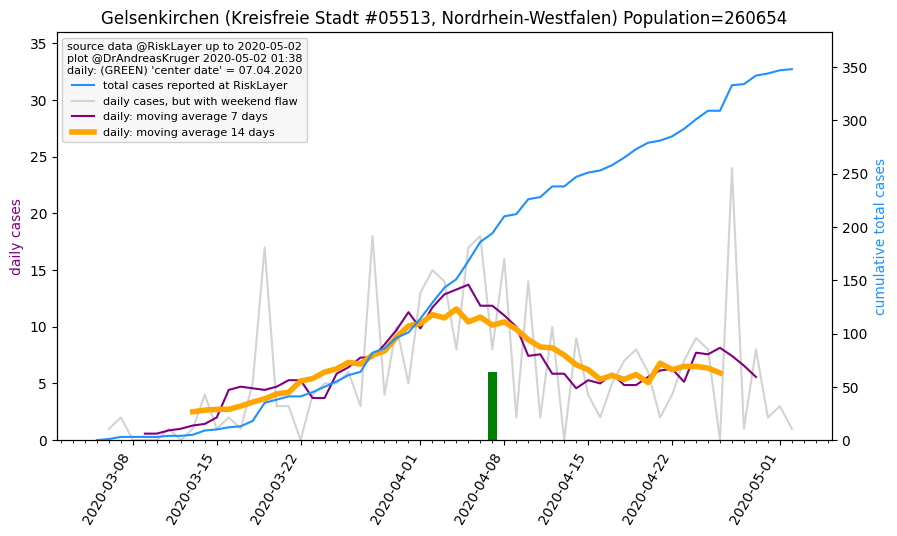 Gelsenkirchen (Kreisfreie Stadt #05513, Nordrhein-Westfalen) Population=260654
source data @RiskLayer up to 2020-05-02
plot @DrAndreasKruger 2020-05-02 01:38
daily: (GREEN) 'center date' = 07.04.2020
total cases reported at RiskLayer
daily cases, but with weekend flaw
daily: moving average 7 days
daily: moving average 14 days
daily cases
35
30
25
20
15
10
5
0
cumulative total cases
350
300
250
200
150
100
50
0
2020-03-08
2020-03-15
2020-03-22
2020-04-01
2020-04-08
2020-04-15
2020-04-22
2020-05-01